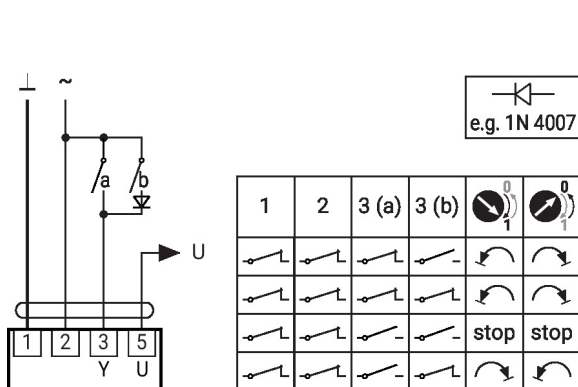 ⊥ ~
e.g. 1N 4007
a b
1 2 3 (a) 3 (b) 0 1 0 1
U
1 2 3 5
stop stop
Y U